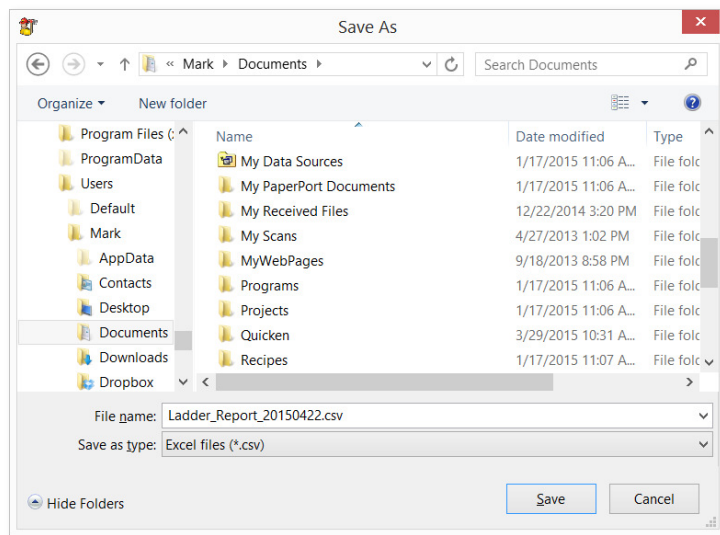 Save As
« Mark Documents
Search Documents
Organize New folder
Program Files (
ProgramData
Users
Default
Mark
AppData
Contacts
Desktop
Documents
Downloads
Dropbox
Name Date modified Type
My Data Sources 1/17/2015 11:06 A... File fold
My PaperPort Documents 1/17/2015 11:06 A... File fold
My Received Files 12/22/2014 3:20 PM File fold
My Scans 4/27/2013 1:02 PM File fold
MyWebPages 9/18/2013 8:58 PM File fold
Programs 1/17/2015 11:06 A... File fold
Projects 1/17/2015 11:06 A... File fold
Quicken 3/29/2015 10:31 A... File fold
Recipes 1/17/2015 11:07 A... File fold
File name: Ladder_Report_20150422.csv
Save as type: Excel files (*.csv)
Hide Folders
Save Cancel